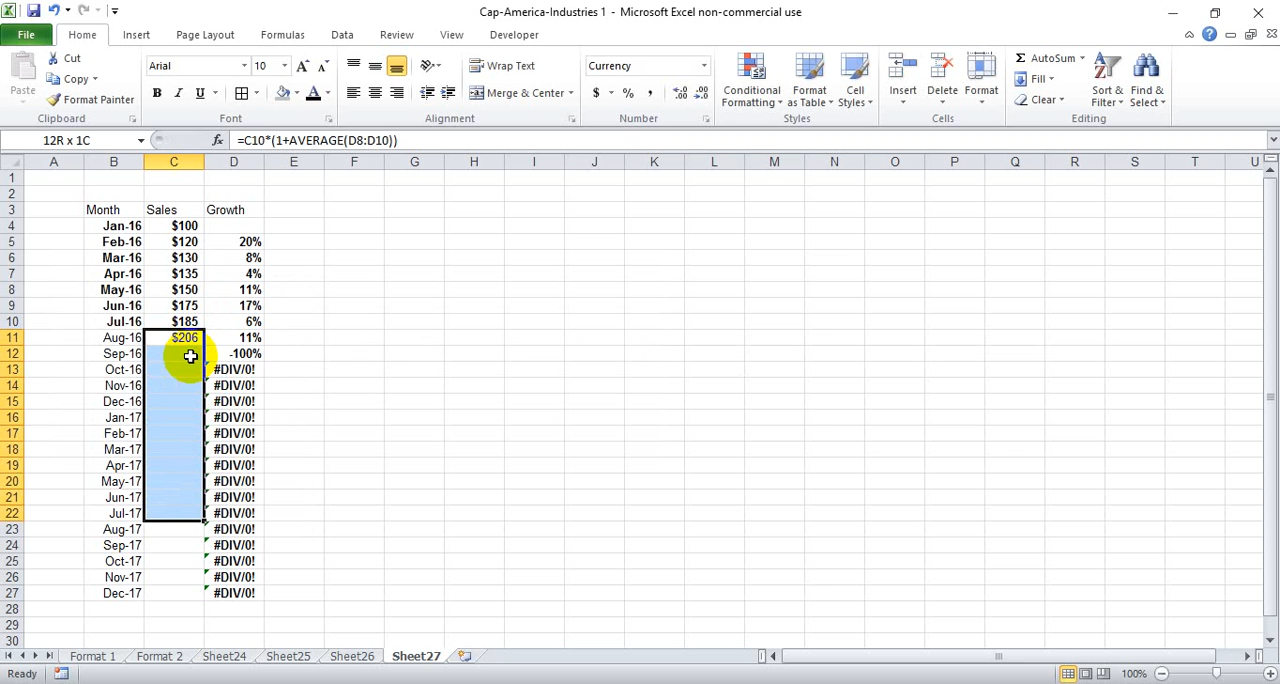 Cap-America-Industries 1 - Microsoft Excel non-commercial use
File Home Insert Page Layout Formulas Data Review View Developer
Paste
Cut
Copy
Format Painter
Clipboard
Arial 10
B I U A
Font
Wrap Text
Merge & Center
Alignment
Currency
$ % ,
Number
Conditional Formatting
Format as Table
Cell Styles
Styles
Insert
Delete
Format
Cells
Σ AutoSum
Fill
Clear
Sort & Filter
Find & Select
Editing
12R x 1C fx =C10*(1+AVERAGE(D8:D10))
A B C D E F G H I J K L M N O P Q R S T U
1
2
3 Month Sales Growth
4 Jan-16 $100
5 Feb-16 $120 20%
6 Mar-16 $130 8%
7 Apr-16 $135 4%
8 May-16 $150 11%
9 Jun-16 $175 17%
10 Jul-16 $185 6%
11 Aug-16 $206 11%
12 Sep-16 -100%
13 Oct-16 #DIV/0!
14 Nov-16 #DIV/0!
15 Dec-16 #DIV/0!
16 Jan-17 #DIV/0!
17 Feb-17 #DIV/0!
18 Mar-17 #DIV/0!
19 Apr-17 #DIV/0!
20 May-17 #DIV/0!
21 Jun-17 #DIV/0!
22 Jul-17 #DIV/0!
23 Aug-17 #DIV/0!
24 Sep-17 #DIV/0!
25 Oct-17 #DIV/0!
26 Nov-17 #DIV/0!
27 Dec-17 #DIV/0!
28
29
30
Format 1 Format 2 Sheet24 Sheet25 Sheet26 Sheet27
Ready 100%